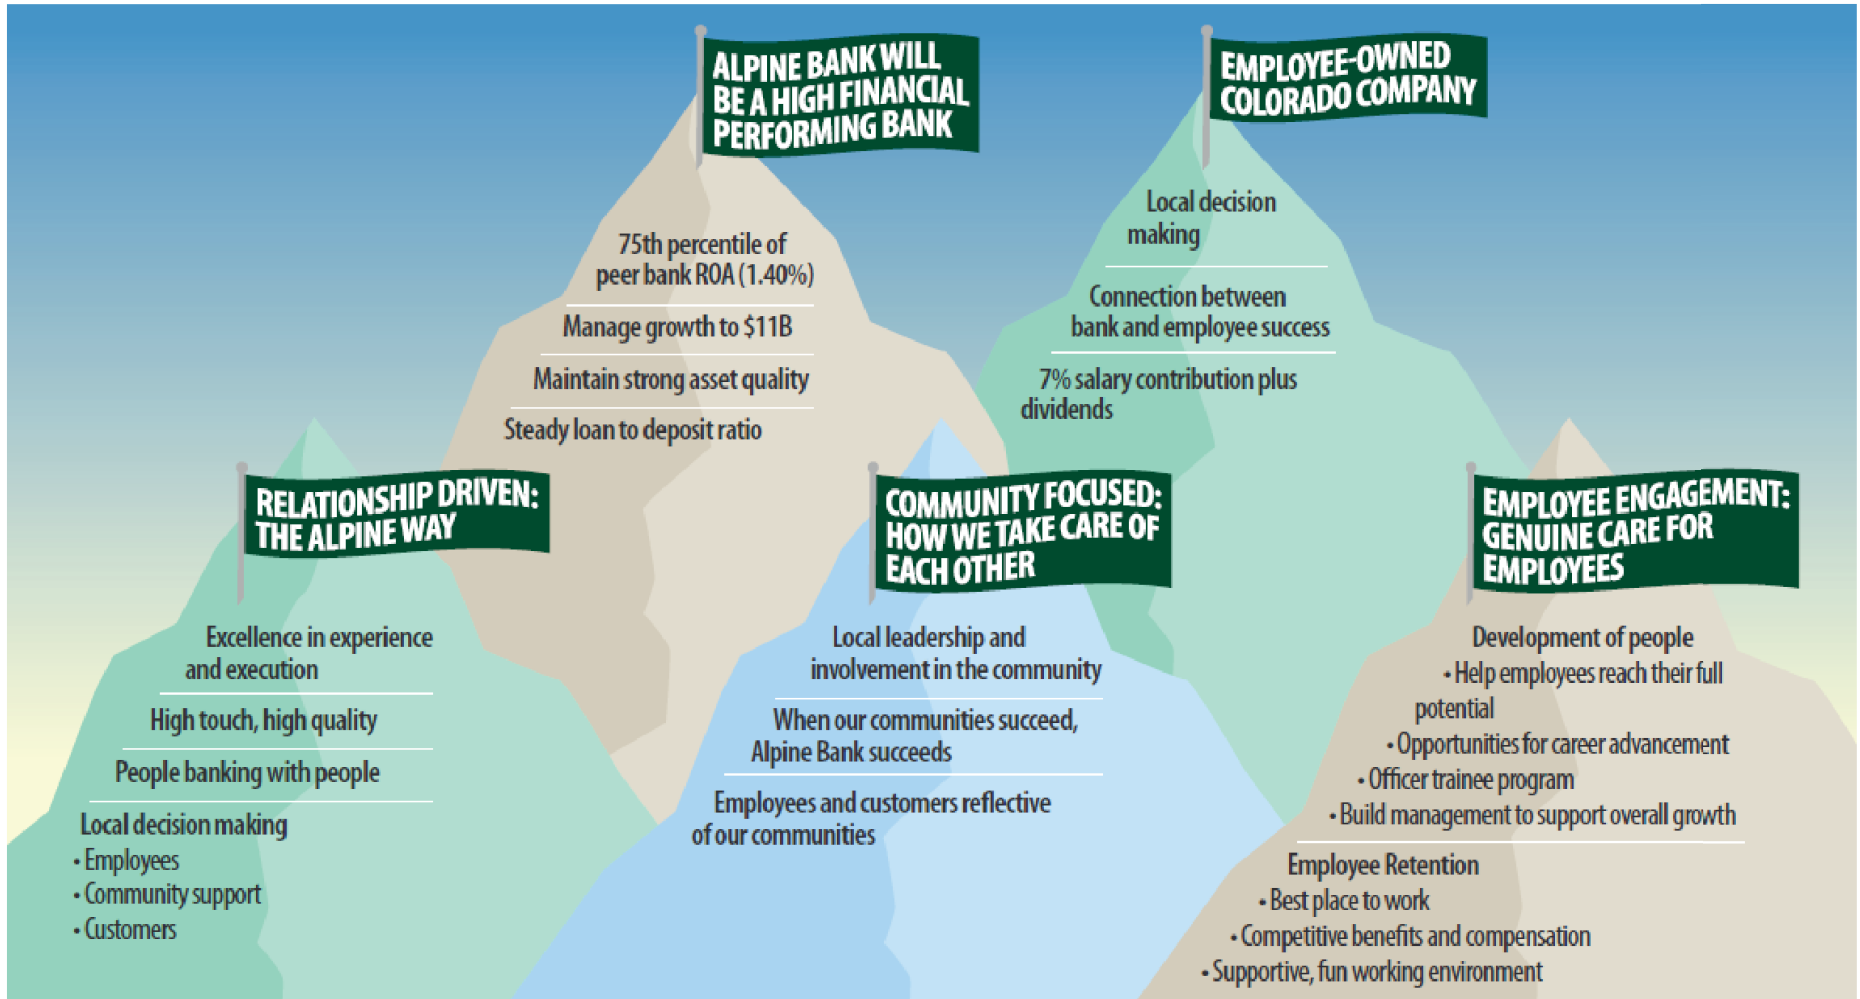 ALPINE BANK WILL
BE A HIGH FINANCIAL
PERFORMING BANK
75th percentile of
peer bank ROA (1.40%)
Manage growth to $11B
Maintain strong asset quality
Steady loan to deposit ratio
EMPLOYEE-OWNED
COLORADO COMPANY
Local decision
making
Connection between
bank and employee success
7% salary contribution plus
dividends
RELATIONSHIP DRIVEN:
THE ALPINE WAY
Excellence in experience
and execution
High touch, high quality
People banking with people
Local decision making
• Employees
• Community support
• Customers
COMMUNITY FOCUSED:
HOW WE TAKE CARE OF
EACH OTHER
Local leadership and
involvement in the community
When our communities succeed,
Alpine Bank succeeds
Employees and customers reflective
of our communities
EMPLOYEE ENGAGEMENT:
GENUINE CARE FOR
EMPLOYEES
Development of people
• Help employees reach their full
potential
• Opportunities for career advancement
• Officer trainee program
• Build management to support overall growth
Employee Retention
• Best place to work
• Competitive benefits and compensation
• Supportive, fun working environment